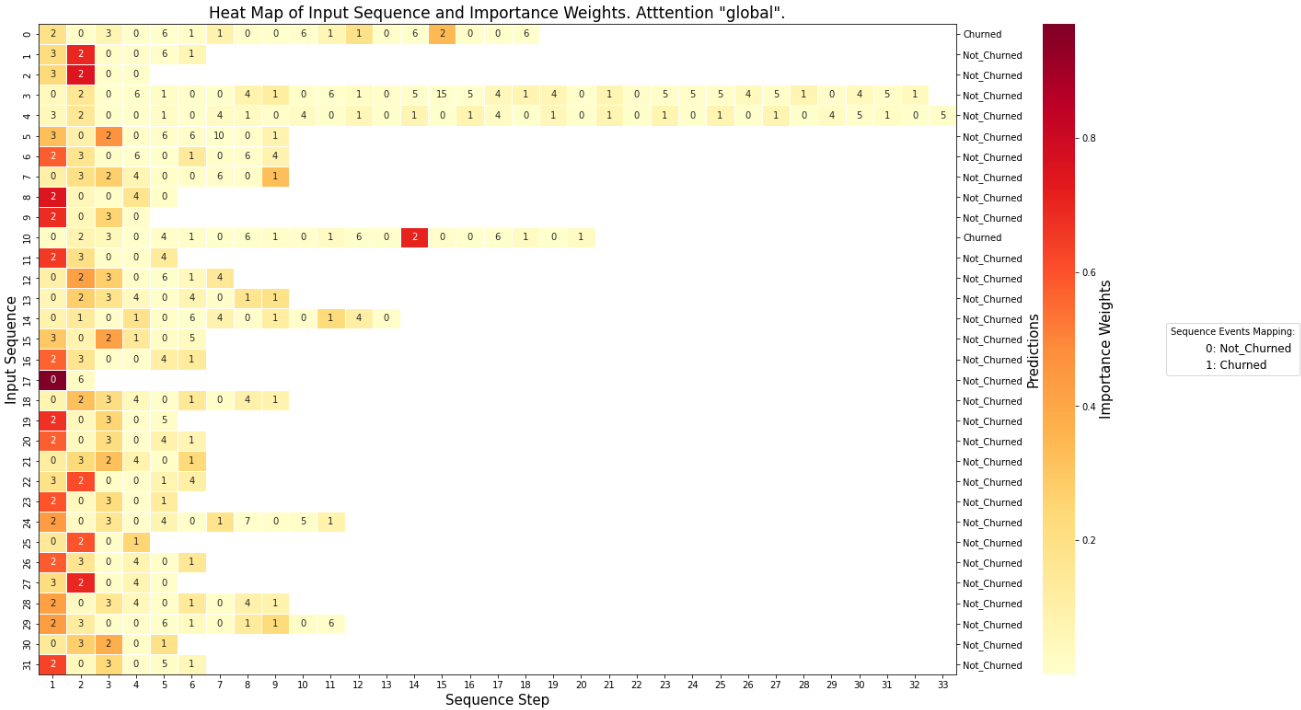 Heat Map of Input Sequence and Importance Weights. Atttention "global".
0 2 0 3 0 6 1 1 0 0 6 1 1 0 6 2 0 0 6 Churned
1 3 2 0 0 6 1 Not_Churned
2 3 2 0 0 Not_Churned
3 0 2 0 6 1 0 0 4 1 0 6 1 0 5 15 5 4 1 4 0 1 0 5 5 5 4 5 1 0 4 5 1 Not_Churned
4 3 2 0 0 1 0 4 1 0 4 0 1 0 1 0 1 4 0 1 0 1 0 1 0 1 0 1 0 4 5 1 0 5 Not_Churned
5 3 0 2 0 6 6 10 0 1 Not_Churned
6 2 3 0 6 0 1 0 6 4 Not_Churned
7 0 3 2 4 0 0 6 0 1 Not_Churned
8 2 0 0 4 0 Not_Churned
9 2 0 3 0 Not_Churned
10 0 2 3 0 4 1 0 6 1 0 1 6 0 2 0 0 6 1 0 1 Churned
11 2 3 0 0 4 Not_Churned
12 0 2 3 0 6 1 4 Not_Churned
13 0 2 3 4 0 4 0 1 1 Not_Churned
14 0 1 0 1 0 6 4 0 1 0 1 4 0 Not_Churned
15 3 0 2 1 0 5 Not_Churned
16 2 3 0 0 4 1 Not_Churned
17 0 6 Not_Churned
18 0 2 3 4 0 1 0 4 1 Not_Churned
19 2 0 3 0 5 Not_Churned
20 2 0 3 0 4 1 Not_Churned
21 0 3 2 4 0 1 Not_Churned
22 3 2 0 0 1 4 Not_Churned
23 2 0 3 0 1 Not_Churned
24 2 0 3 0 4 0 1 7 0 5 1 Not_Churned
25 0 2 0 1 Not_Churned
26 2 3 0 4 0 1 Not_Churned
27 3 2 0 4 0 Not_Churned
28 2 0 3 4 0 1 0 4 1 Not_Churned
29 2 3 0 0 6 1 0 1 1 0 6 Not_Churned
30 0 3 2 0 1 Not_Churned
31 2 0 3 0 5 1 Not_Churned
1 2 3 4 5 6 7 8 9 10 11 12 13 14 15 16 17 18 19 20 21 22 23 24 25 26 27 28 29 30 31 32 33
Sequence Step
Input Sequence
Predictions
0.8
0.6
0.4
0.2
Importance Weights
Sequence Events Mapping:
0: Not_Churned
1: Churned